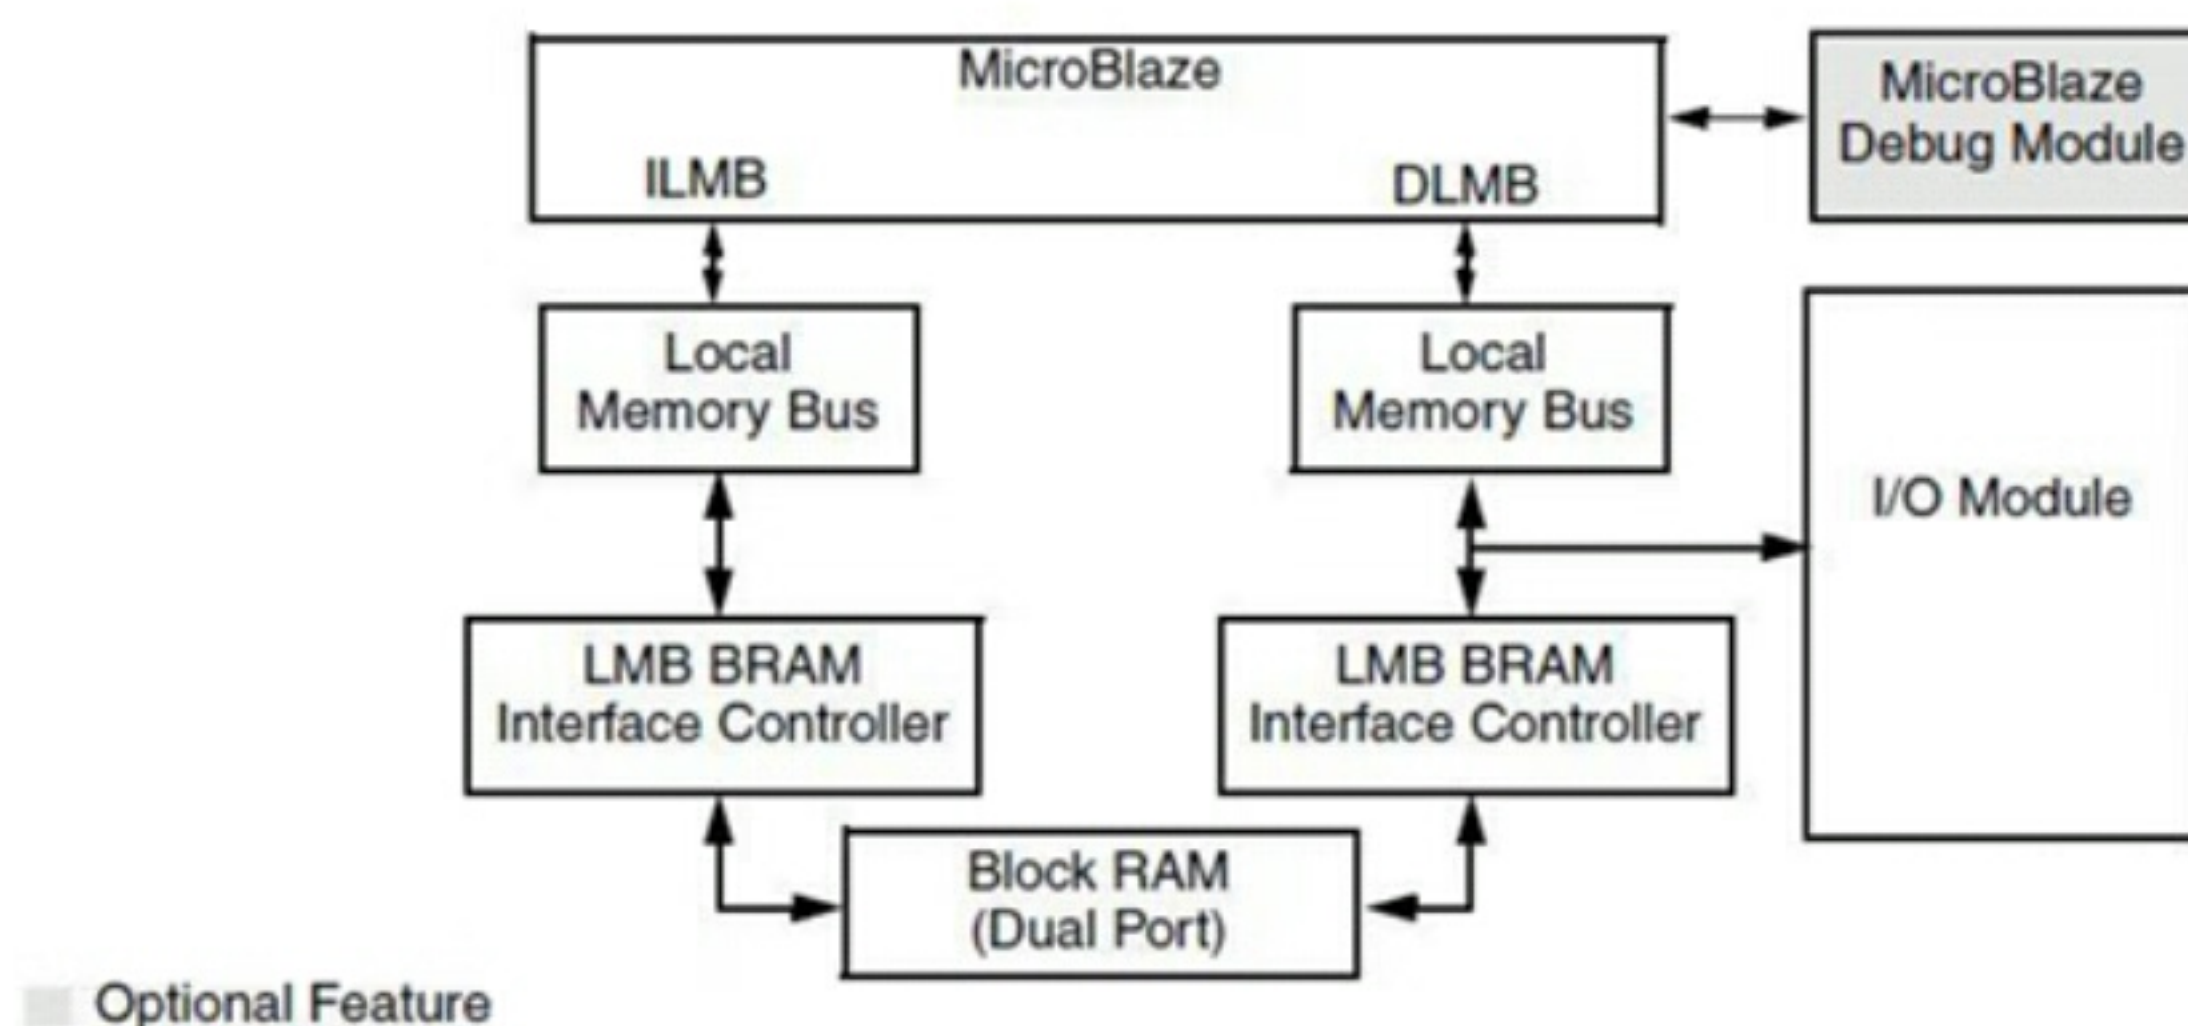 MicroBlaze
ILMB
DLMB
MicroBlaze
Debug Module
Local
Memory Bus
Local
Memory Bus
I/O Module
LMB BRAM
Interface Controller
LMB BRAM
Interface Controller
Block RAM
(Dual Port)
Optional Feature